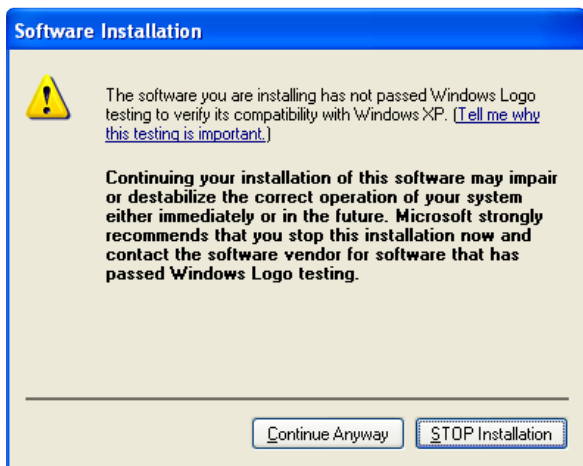 Software Installation
The software you are installing has not passed Windows Logo
testing to verify its compatibility with Windows XP. (Tell me why
this testing is important.)
Continuing your installation of this software may impair
or destabilize the correct operation of your system
either immediately or in the future. Microsoft strongly
recommends that you stop this installation now and
contact the software vendor for software that has
passed Windows Logo testing.
Continue Anyway
STOP Installation